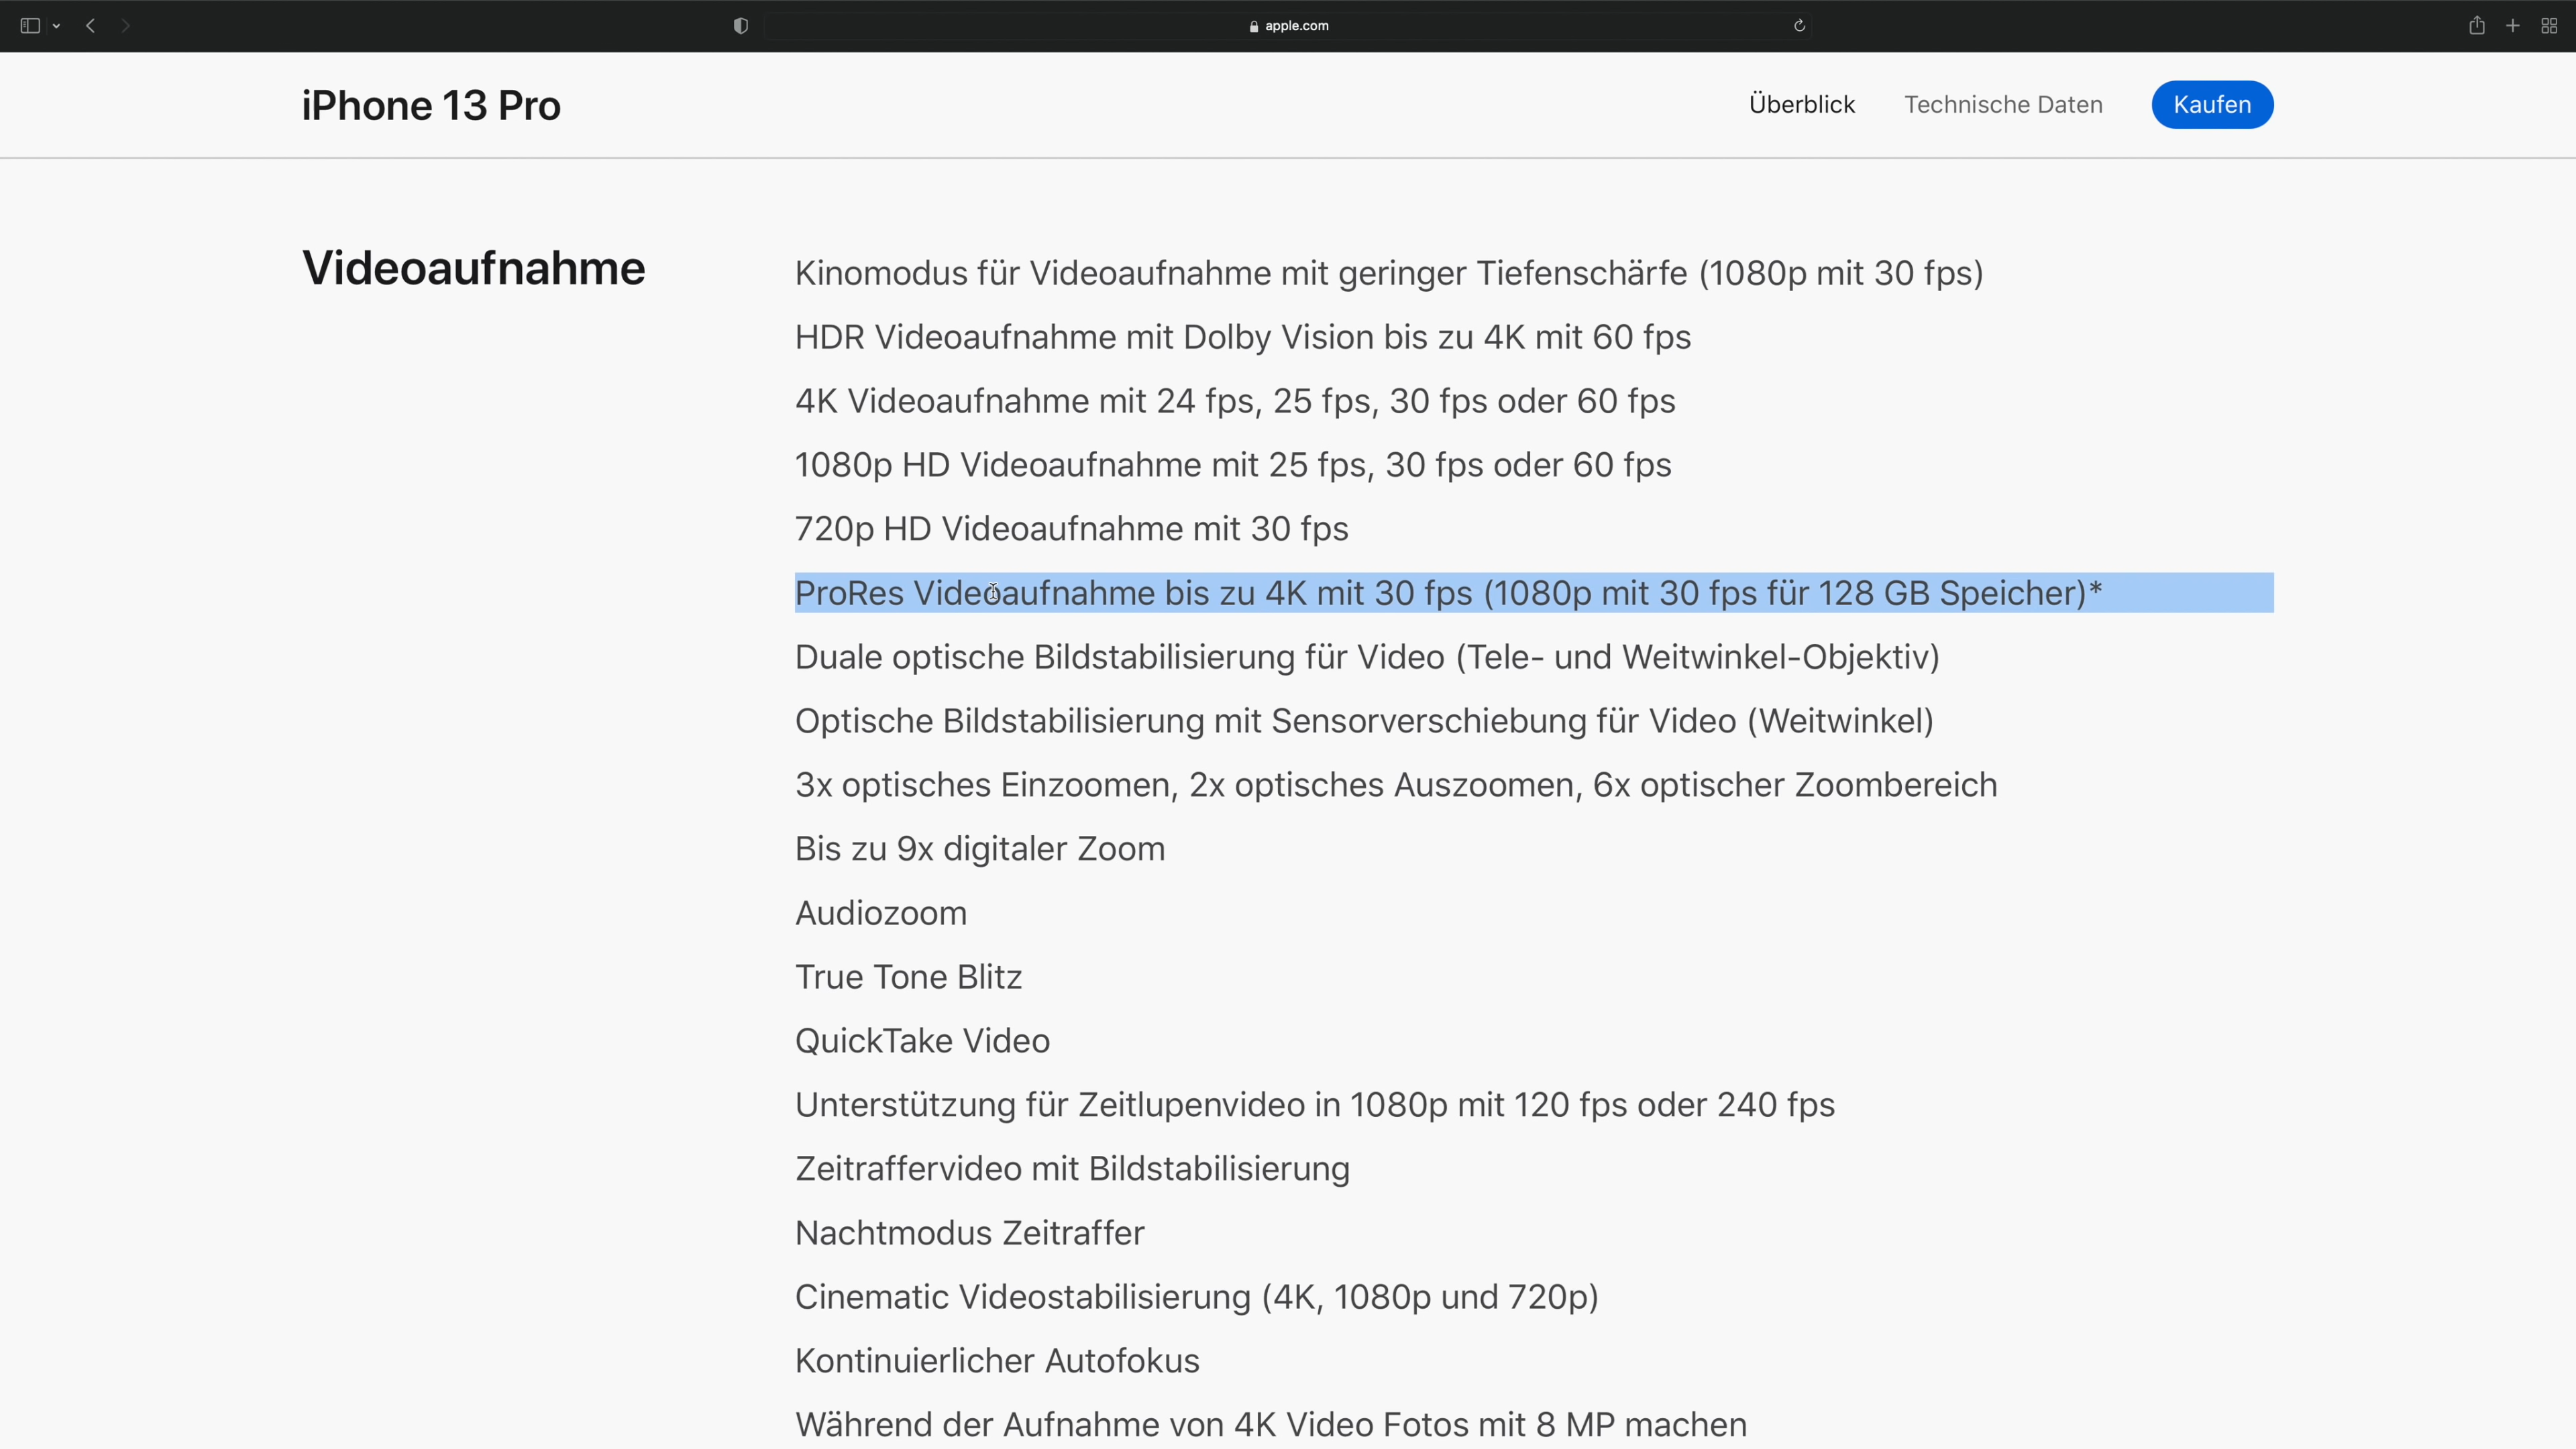 apple.com
iPhone 13 Pro
Überblick
Technische Daten
Kaufen
Videoaufnahme
Kinomodus für Videoaufnahme mit geringer Tiefenschärfe (1080p mit 30 fps)
HDR Videoaufnahme mit Dolby Vision bis zu 4K mit 60 fps
4K Videoaufnahme mit 24 fps, 25 fps, 30 fps oder 60 fps
1080p HD Videoaufnahme mit 25 fps, 30 fps oder 60 fps
720p HD Videoaufnahme mit 30 fps
ProRes Videoaufnahme bis zu 4K mit 30 fps (1080p mit 30 fps für 128 GB Speicher)*
Duale optische Bildstabilisierung für Video (Tele- und Weitwinkel-Objektiv)
Optische Bildstabilisierung mit Sensorverschiebung für Video (Weitwinkel)
3x optisches Einzoomen, 2x optisches Auszoomen, 6x optischer Zoombereich
Bis zu 9x digitaler Zoom
Audiozoom
True Tone Blitz
QuickTake Video
Unterstützung für Zeitlupenvideo in 1080p mit 120 fps oder 240 fps
Zeitraffervideo mit Bildstabilisierung
Nachtmodus Zeitraffer
Cinematic Videostabilisierung (4K, 1080p und 720p)
Kontinuierlicher Autofokus
Während der Aufnahme von 4K Video Fotos mit 8 MP machen